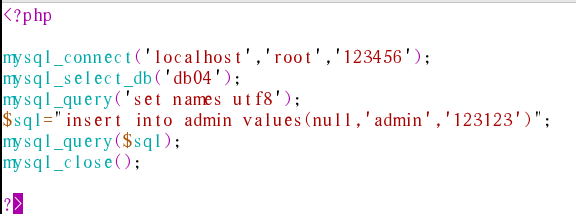 <?php
mysql_connect('localhost','root','123456');
mysql_select_db('db04');
mysql_query('set names utf8');
$sql="insert into admin values(null,'admin','123123')";
mysql_query($sql);
mysql_close();
?>